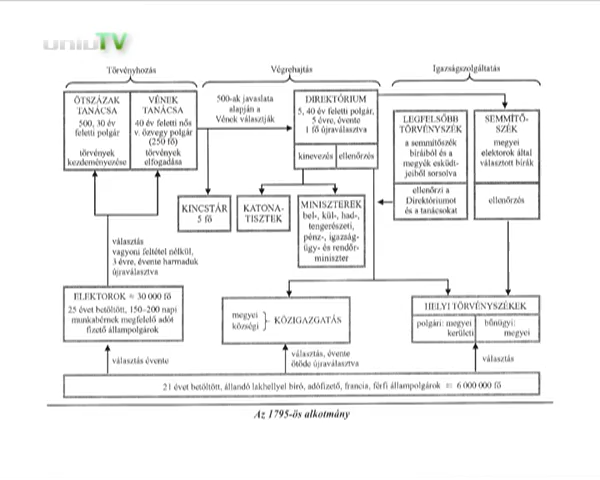 uniuTV
Törvényhozás
Végrehajtás
Igazságszolgáltatás
ÖTSZÁZAK
TANÁCSA
500, 30 év
feletti polgár
törvények
kezdeményezése
VÉNEK
TANÁCSA
40 év feletti nős
v. özvegy polgár
(250 fő)
törvények
elfogadása
500-ak javaslata
alapján a
Vének választják
DIREKTÓRIUM
5, 40 év feletti polgár,
5 évre, évente
1 fő újraválasztva
kinevezés
ellenőrzés
LEGFELSŐBB
TÖRVÉNYSZÉK
a semmítőszék
bíráiból és a
megyék esküdt-
jeiből sorsolva
ellenőrzi a
Direktóriumot
és a tanácsokat
SEMMÍTŐ-
SZÉK
megyei
elektorok által
választott bírák
ellenőrzés
KINCSTÁR
5 fő
KATONA-
TISZTEK
MINISZTEREK
bel-, kül-, had-,
tengerészeti,
pénz-, igazság-
ügy- és rendőr-
miniszter
választás
vagyoni feltétel nélkül,
3 évre, évente harmaduk
újraválasztva
ELEKTOROK = 30 000 fő
25 évet betöltött, 150–200 napi
munkabérnek megfelelő adót
fizető állampolgárok
megyei
községi
KÖZIGAZGATÁS
HELYI TÖRVÉNYSZÉKEK
polgári: megyei
kerületi
bűnügyi:
megyei
választás évente
választás, évente
ötöde újraválasztva
választás
21 évet betöltött, állandó lakhellyel bíró, adófizető, francia, férfi állampolgárok = 6 000 000 fő
Az 1795-ös alkotmány